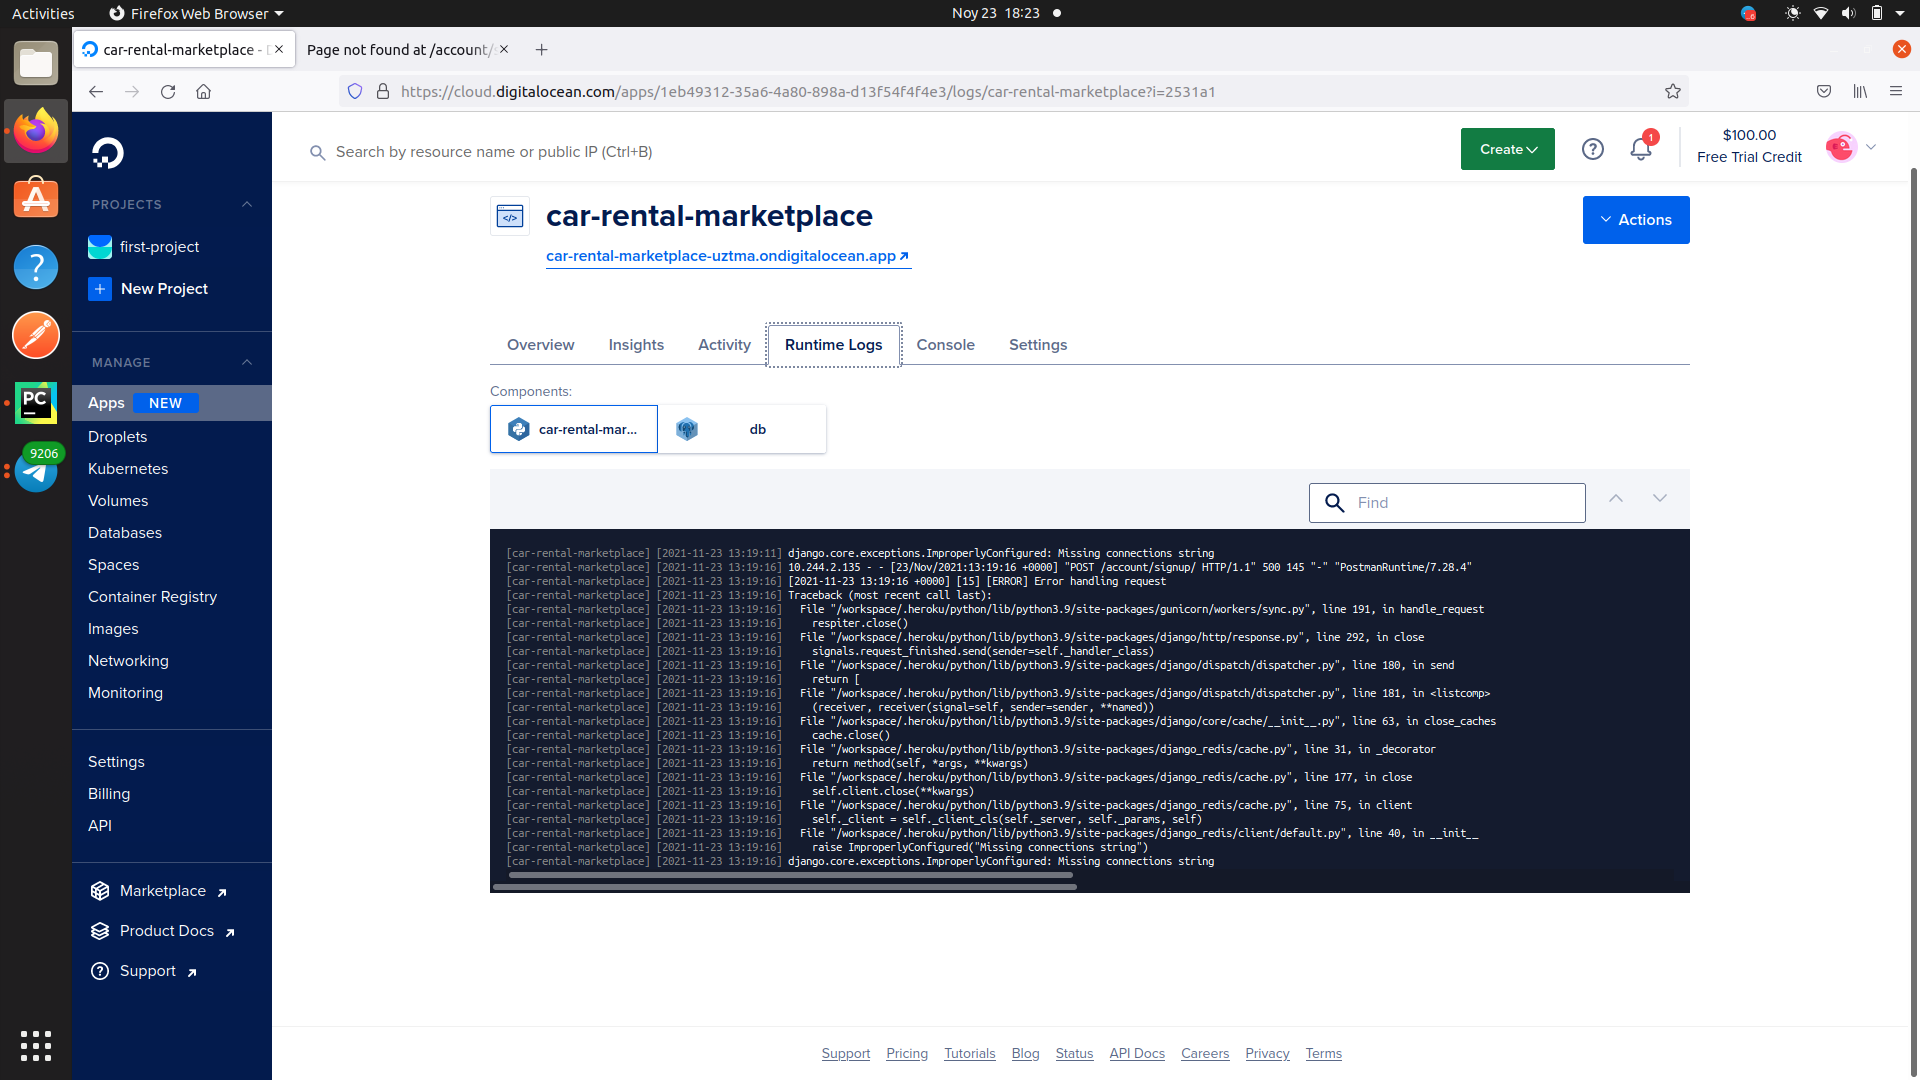 Activities
Firefox Web Browser
Nov 23 18:23
car-rental-marketplace - D
Page not found at /account/s
https://cloud.digitalocean.com/apps/1eb49312-35a6-4a80-898a-d13f54f4f4e3/logs/car-rental-marketplace?i=2531a1
Search by resource name or public IP (Ctrl+B)
Create
1
$100.00
Free Trial Credit
PROJECTS
first-project
+ New Project
MANAGE
Apps NEW
Droplets
Kubernetes
Volumes
Databases
Spaces
Container Registry
Images
Networking
Monitoring
Settings
Billing
API
Marketplace
Product Docs
Support
PC
9206
car-rental-marketplace
car-rental-marketplace-uztma.ondigitalocean.app
Actions
Overview Insights Activity Runtime Logs Console Settings
Components:
car-rental-mar... db
Find
[car-rental-marketplace] [2021-11-23 13:19:11] django.core.exceptions.ImproperlyConfigured: Missing connections string
[car-rental-marketplace] [2021-11-23 13:19:16] 10.244.2.135 - - [23/Nov/2021:13:19:16 +0000] "POST /account/signup/ HTTP/1.1" 500 145 "-" "PostmanRuntime/7.28.4"
[car-rental-marketplace] [2021-11-23 13:19:16] [2021-11-23 13:19:16 +0000] [15] [ERROR] Error handling request
[car-rental-marketplace] [2021-11-23 13:19:16] Traceback (most recent call last):
[car-rental-marketplace] [2021-11-23 13:19:16] File "/workspace/.heroku/python/lib/python3.9/site-packages/gunicorn/workers/sync.py", line 191, in handle_request
[car-rental-marketplace] [2021-11-23 13:19:16] respiter.close()
[car-rental-marketplace] [2021-11-23 13:19:16] File "/workspace/.heroku/python/lib/python3.9/site-packages/django/http/response.py", line 292, in close
[car-rental-marketplace] [2021-11-23 13:19:16] signals.request_finished.send(sender=self._handler_class)
[car-rental-marketplace] [2021-11-23 13:19:16] File "/workspace/.heroku/python/lib/python3.9/site-packages/django/dispatch/dispatcher.py", line 180, in send
[car-rental-marketplace] [2021-11-23 13:19:16] return [
[car-rental-marketplace] [2021-11-23 13:19:16] File "/workspace/.heroku/python/lib/python3.9/site-packages/django/dispatch/dispatcher.py", line 181, in <listcomp>
[car-rental-marketplace] [2021-11-23 13:19:16] (receiver, receiver(signal=self, sender=sender, **named))
[car-rental-marketplace] [2021-11-23 13:19:16] File "/workspace/.heroku/python/lib/python3.9/site-packages/django/core/cache/__init__.py", line 63, in close_caches
[car-rental-marketplace] [2021-11-23 13:19:16] cache.close()
[car-rental-marketplace] [2021-11-23 13:19:16] File "/workspace/.heroku/python/lib/python3.9/site-packages/django_redis/cache.py", line 31, in _decorator
[car-rental-marketplace] [2021-11-23 13:19:16] return method(self, *args, **kwargs)
[car-rental-marketplace] [2021-11-23 13:19:16] File "/workspace/.heroku/python/lib/python3.9/site-packages/django_redis/cache.py", line 177, in close
[car-rental-marketplace] [2021-11-23 13:19:16] self.client.close(**kwargs)
[car-rental-marketplace] [2021-11-23 13:19:16] File "/workspace/.heroku/python/lib/python3.9/site-packages/django_redis/cache.py", line 75, in client
[car-rental-marketplace] [2021-11-23 13:19:16] self._client = self._client_cls(self._server, self._params, self)
[car-rental-marketplace] [2021-11-23 13:19:16] File "/workspace/.heroku/python/lib/python3.9/site-packages/django_redis/client/default.py", line 40, in __init__
[car-rental-marketplace] [2021-11-23 13:19:16] raise ImproperlyConfigured("Missing connections string")
[car-rental-marketplace] [2021-11-23 13:19:16] django.core.exceptions.ImproperlyConfigured: Missing connections string
Support Pricing Tutorials Blog Status API Docs Careers Privacy Terms